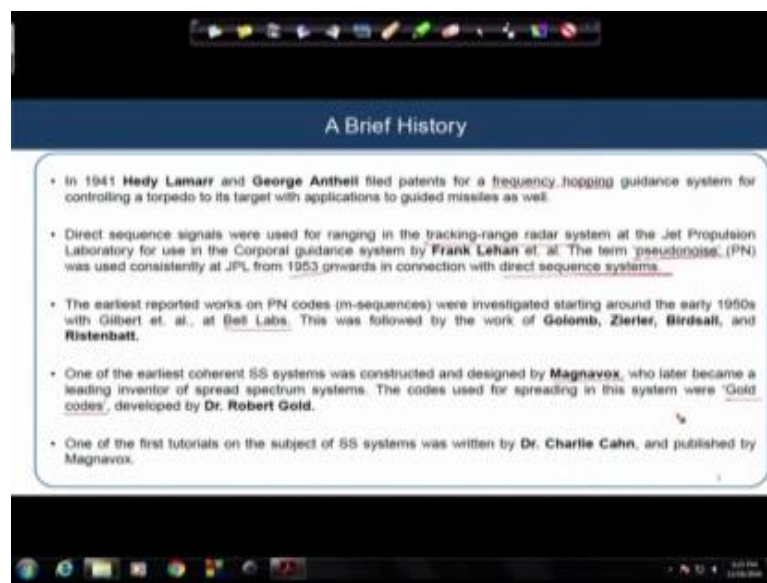 A Brief History
• In 1941 Hedy Lamarr and George Antheil filed patents for a frequency hopping guidance system for
controlling a torpedo to its target with applications to guided missiles as well.
• Direct sequence signals were used for ranging in the tracking-range radar system at the Jet Propulsion
Laboratory for use in the Corporal guidance system by Frank Lehan et. al. The term 'pseudonoise' (PN)
was used consistently at JPL from 1953 onwards in connection with direct sequence systems.
• The earliest reported works on PN codes (m-sequences) were investigated starting around the early 1950s
with Gilbert et. al., at Bell Labs. This was followed by the work of Golomb, Zierler, Birdsall, and
Ristenbatt.
• One of the earliest coherent SS systems was constructed and designed by Magnavox, who later became a
leading inventor of spread spectrum systems. The codes used for spreading in this system were 'Gold
codes', developed by Dr. Robert Gold.
• One of the first tutorials on the subject of SS systems was written by Dr. Charlie Cahn, and published by
Magnavox.